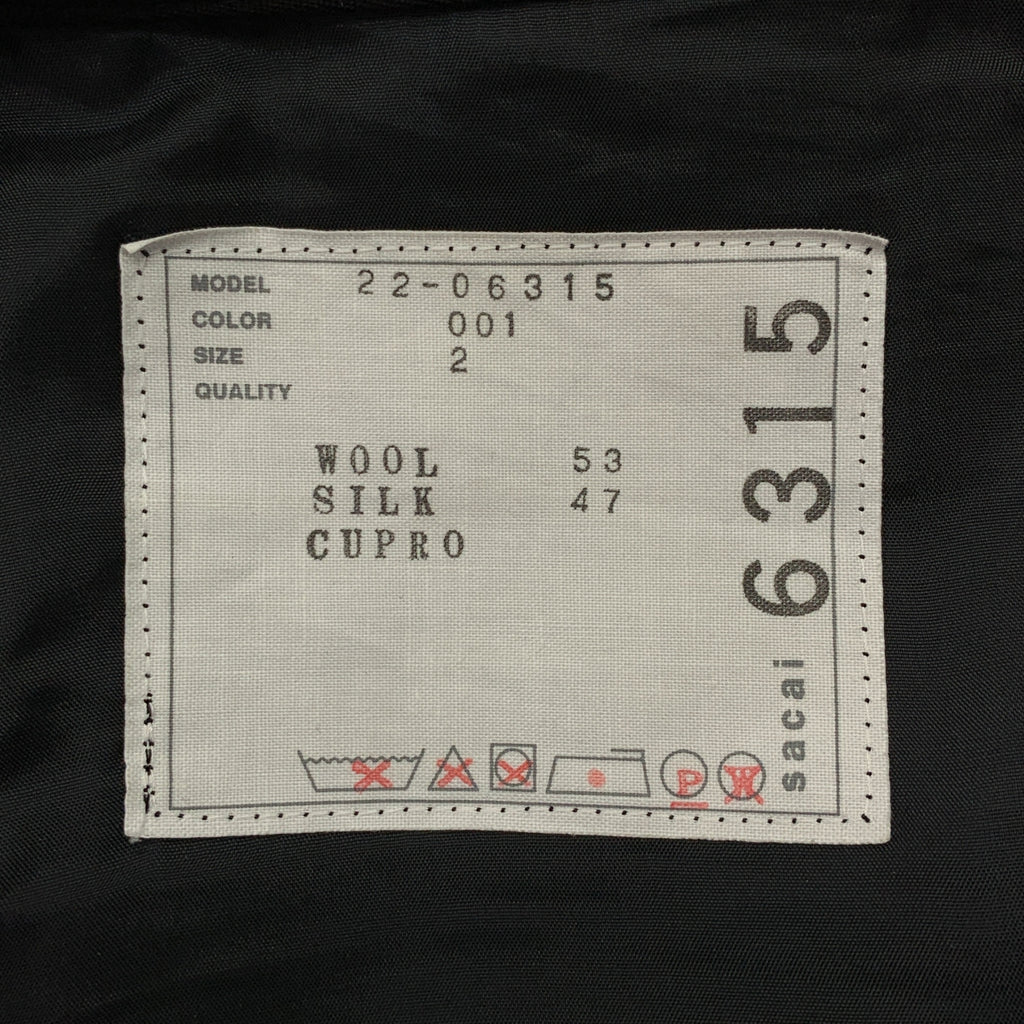 MODEL 22-06315
COLOR 001
SIZE 2
QUALITY
WOOL 53
SILK 47
CUPRO
P W
sacai 6315